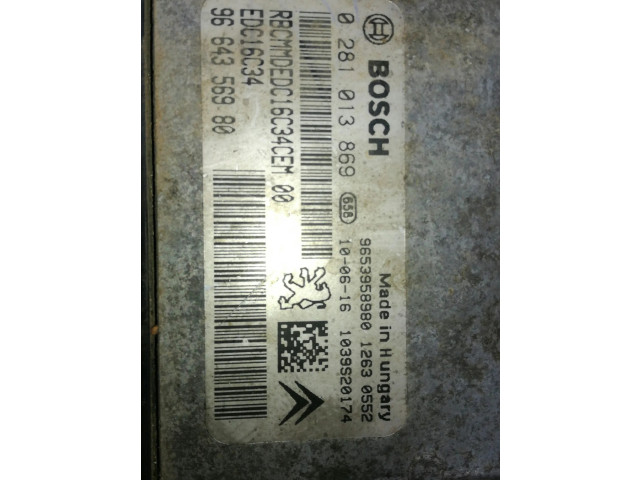 BOSCH
Made in Hungary
0 281 013 869
658
9653958980 1263 0552
10-06-16 1039S20174
RBCMMDEDC16C34CEM.00
EDC16C34
96 643 569 80